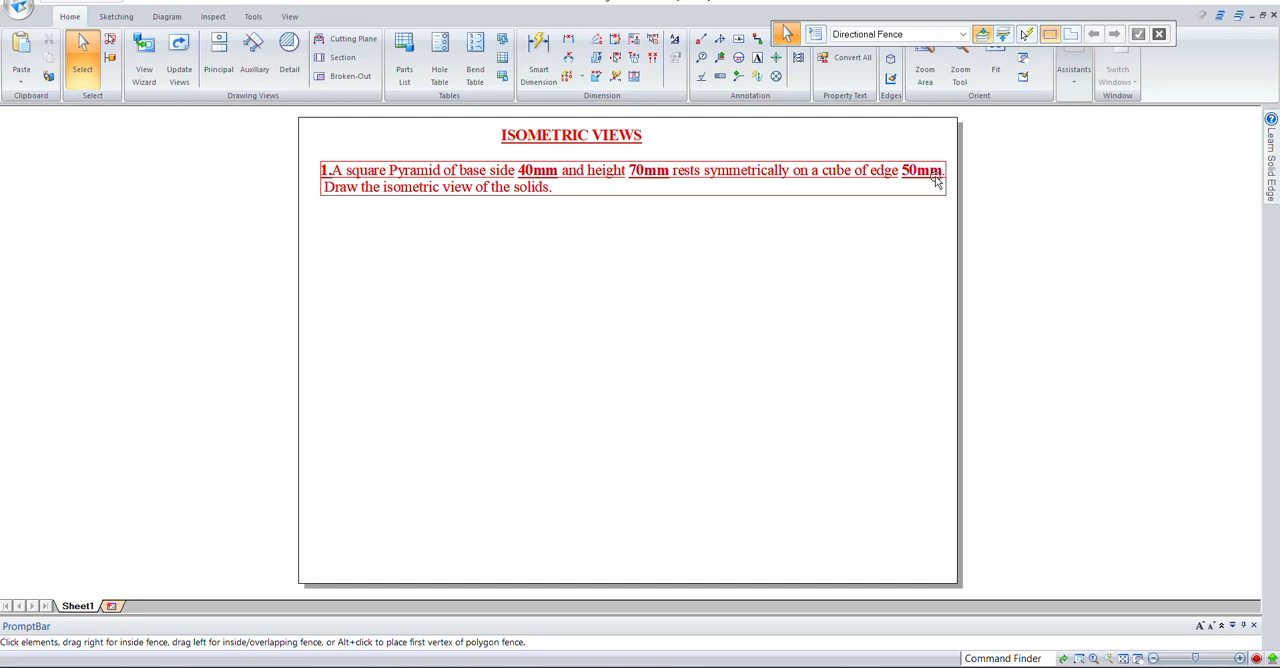 Home Sketching Diagram Inspect Tools View
Directional Fence
Paste
Select
View Wizard
Update Views
Principal
Auxiliary
Detail
Cutting Plane
Section
Broken-Out
Parts List
Hole Table
Bend Table
Smart Dimension
Convert All
Zoom Area
Zoom Tool
Fit
Assistants
Switch Windows
Clipboard Select Drawing Views Tables Dimension Annotation Property Text Edges Orient Window
Learn Solid Edge
ISOMETRIC VIEWS
1.A square Pyramid of base side 40mm and height 70mm rests symmetrically on a cube of edge 50mm.
Draw the isometric view of the solids.
Sheet1
PromptBar
Click elements, drag right for inside fence, drag left for inside/overlapping fence, or Alt+click to place first vertex of polygon fence.
Command Finder